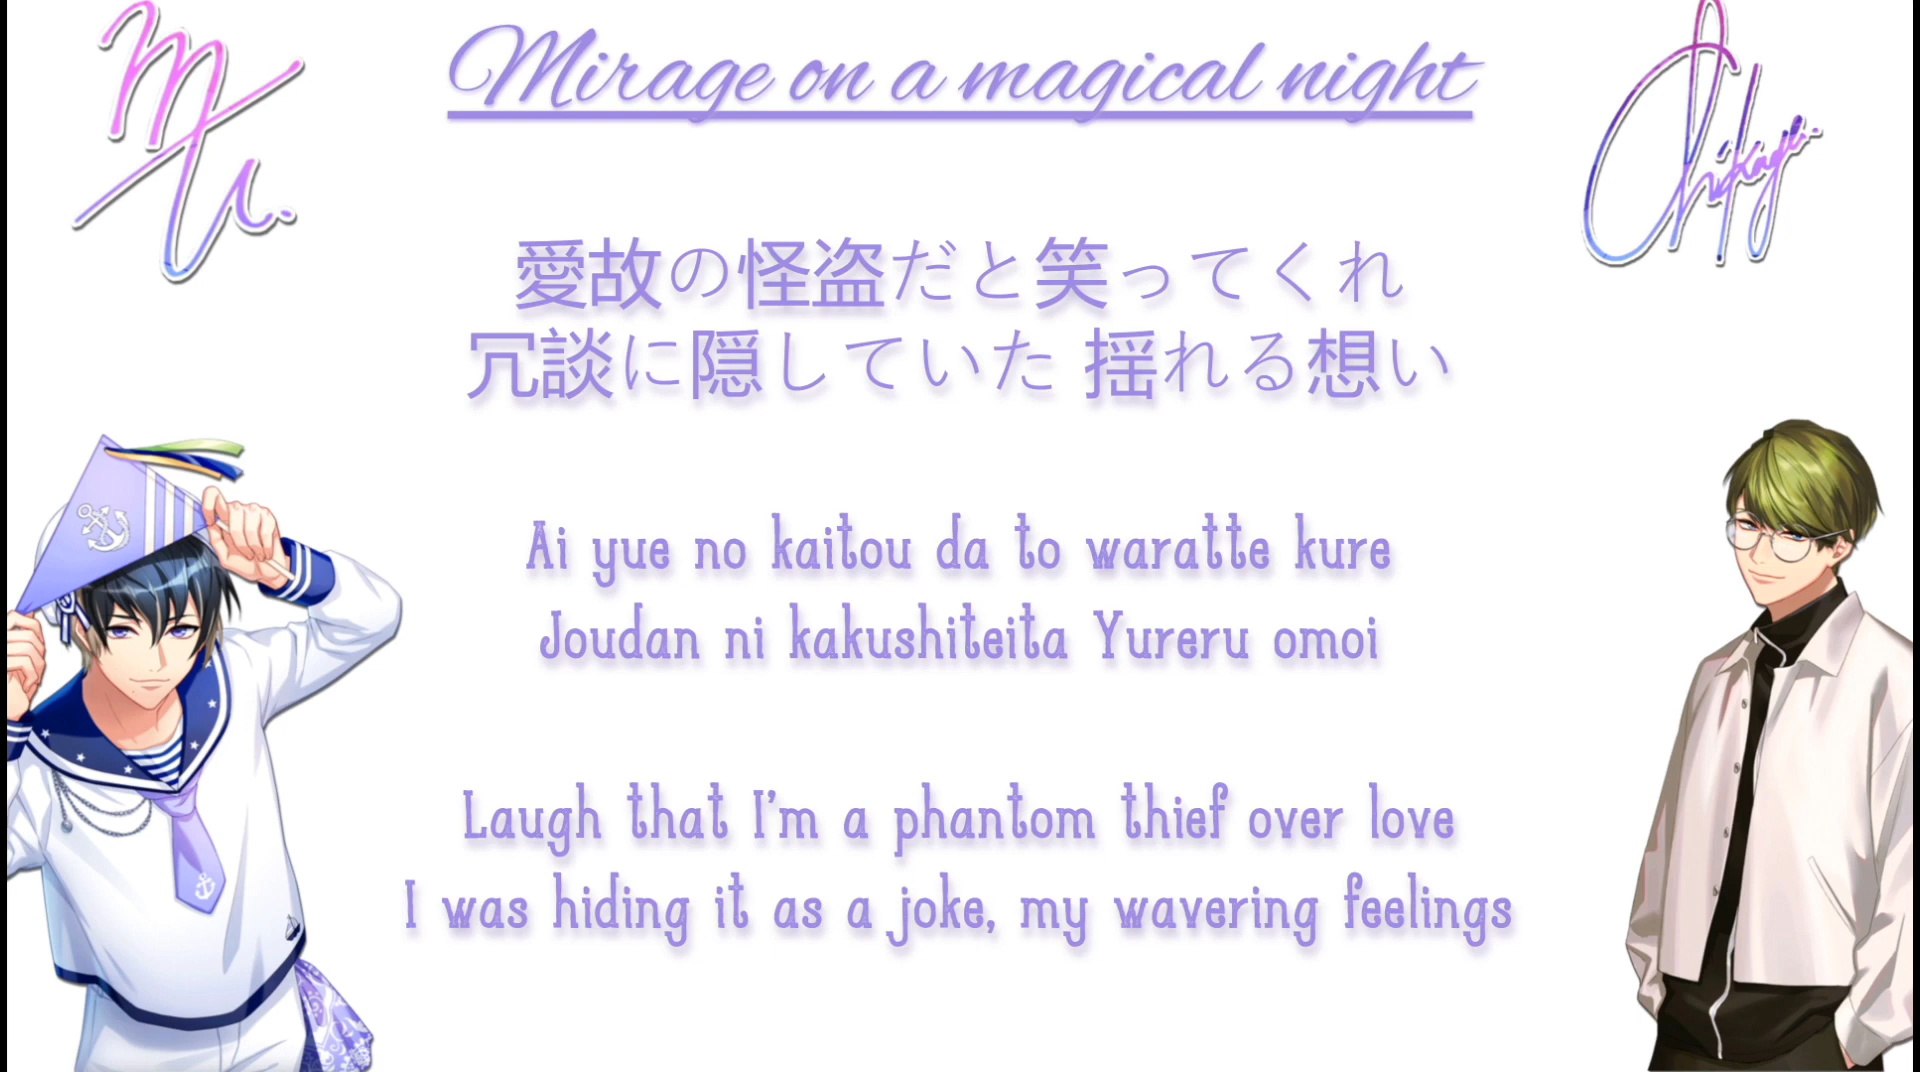 Mirage on a magical night
Chikage.
愛故の怪盗だと笑ってくれ
冗談に隠していた 揺れる想い
Ai yue no kaitou da to waratte kure
Joudan ni kakushiteita Yureru omoi
Laugh that I'm a phantom thief over love
I was hiding it as a joke, my wavering feelings